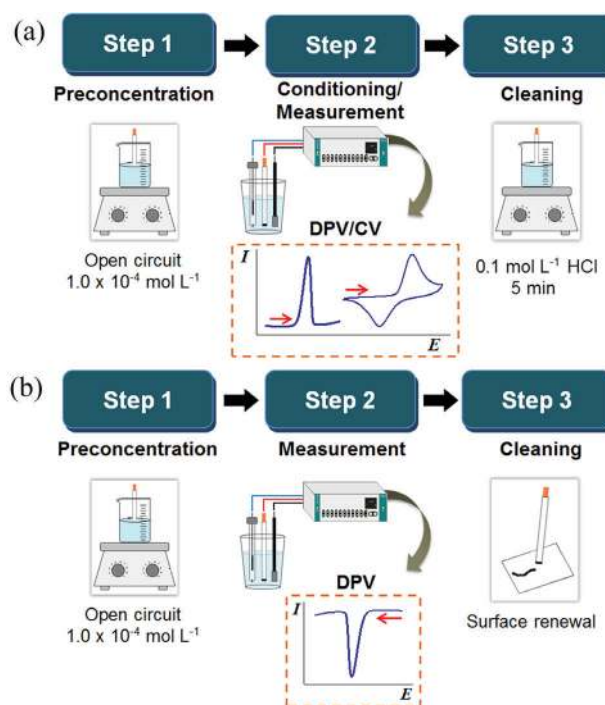 (a)
Step 1
Step 2
Step 3
Preconcentration
Conditioning/
Measurement
Cleaning
DPV/CV
Open circuit
1.0 x 10⁻⁴ mol L⁻¹
I
E
0.1 mol L⁻¹ HCl
5 min
(b)
Step 1
Step 2
Step 3
Preconcentration
Measurement
Cleaning
DPV
Open circuit
1.0 x 10⁻⁴ mol L⁻¹
I
E
Surface renewal